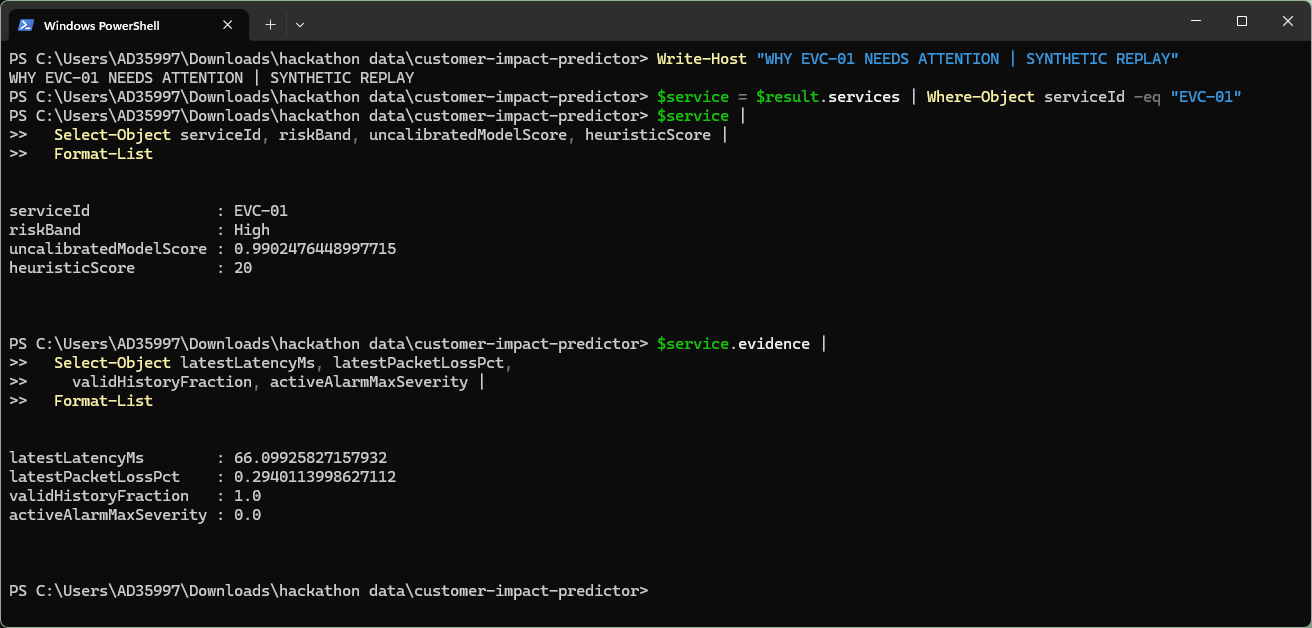 Windows PowerShell
PS C:\Users\AD35997\Downloads\hackathon data\customer-impact-predictor> Write-Host "WHY EVC-01 NEEDS ATTENTION | SYNTHETIC REPLAY"
WHY EVC-01 NEEDS ATTENTION | SYNTHETIC REPLAY
PS C:\Users\AD35997\Downloads\hackathon data\customer-impact-predictor> $service = $result.services | Where-Object serviceId -eq "EVC-01"
PS C:\Users\AD35997\Downloads\hackathon data\customer-impact-predictor> $service |
>>   Select-Object serviceId, riskBand, uncalibratedModelScore, heuristicScore |
>>   Format-List
serviceId              : EVC-01
riskBand               : High
uncalibratedModelScore : 0.9902476448997715
heuristicScore         : 20
PS C:\Users\AD35997\Downloads\hackathon data\customer-impact-predictor> $service.evidence |
>>   Select-Object latestLatencyMs, latestPacketLossPct,
>>     validHistoryFraction, activeAlarmMaxSeverity |
>>   Format-List
latestLatencyMs        : 66.09925827157932
latestPacketLossPct    : 0.2940113998627112
validHistoryFraction   : 1.0
activeAlarmMaxSeverity : 0.0
PS C:\Users\AD35997\Downloads\hackathon data\customer-impact-predictor>